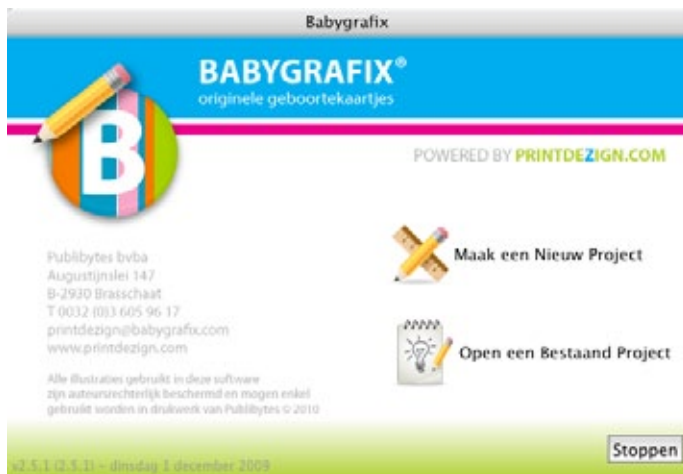 Babygrafix
BABYGRAFIX®
originele geboortekaartjes
B
POWERED BY PRINTDEZIGN.COM
Maak een Nieuw Project
Publibytes bvba
Augustijnslei 147
B-2930 Brasschaat
T 0032 (0)3 605 96 17
printdezign@babygrafix.com
www.printdezign.com
Open een Bestaand Project
Alle illustraties gebruikt in deze software
zijn auteursrechterlijk beschermd en mogen enkel
gebruikt worden in drukwerk van Publibytes © 2010
Stoppen
v2.5.1 (2.5.1) - dinsdag 1 december 2009